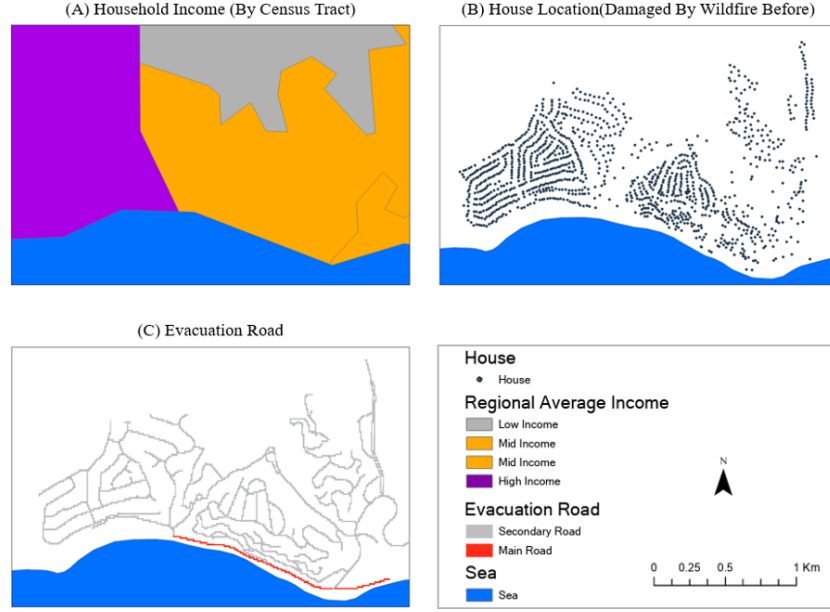 (A) Household Income (By Census Tract)
(B) House Location(Damaged By Wildfire Before)
(C) Evacuation Road
House
House
Regional Average Income
Low Income
Mid Income
Mid Income
High Income
Evacuation Road
Secondary Road
Main Road
Sea
Sea
N
0 0.25 0.5 1 Km